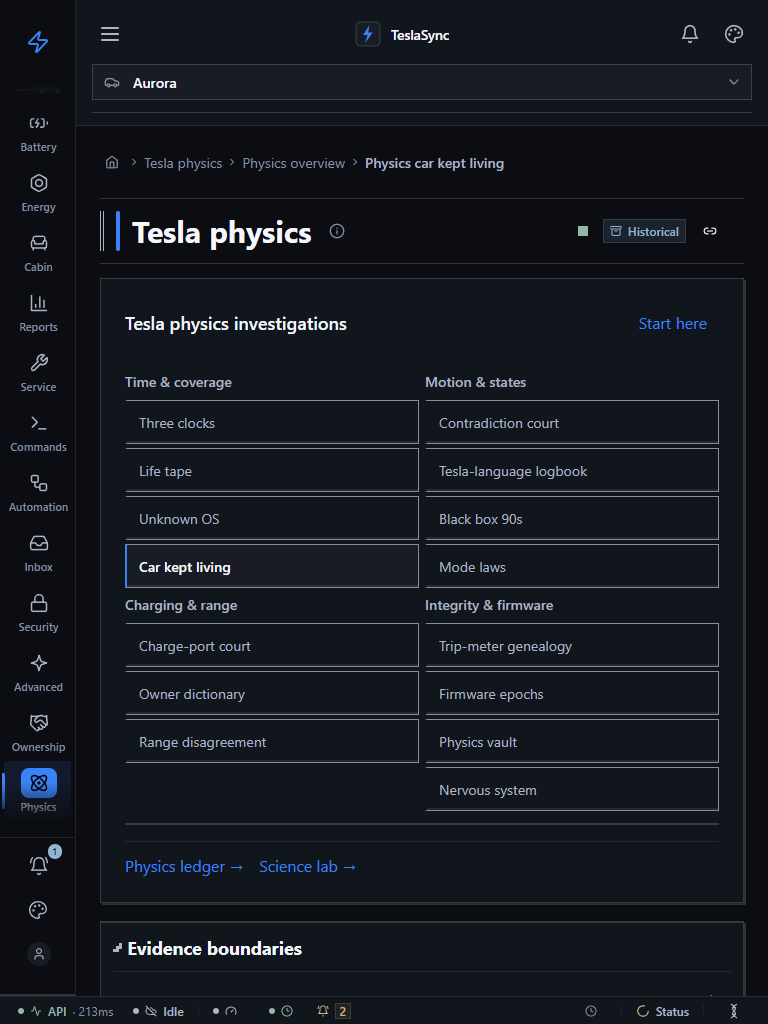 TeslaSync
Aurora
Charging
Battery
Energy
Cabin
Reports
Service
Commands
Automation
Inbox
Security
Advanced
Ownership
Physics
1
Tesla physics > Physics overview > Physics car kept living
Tesla physics
Historical
Tesla physics investigations
Start here
Time & coverage
Three clocks
Life tape
Unknown OS
Car kept living
Motion & states
Contradiction court
Tesla-language logbook
Black box 90s
Mode laws
Charging & range
Charge-port court
Owner dictionary
Range disagreement
Integrity & firmware
Trip-meter genealogy
Firmware epochs
Physics vault
Nervous system
Physics ledger → Science lab →
Evidence boundaries
API · 213ms Idle 2 Status